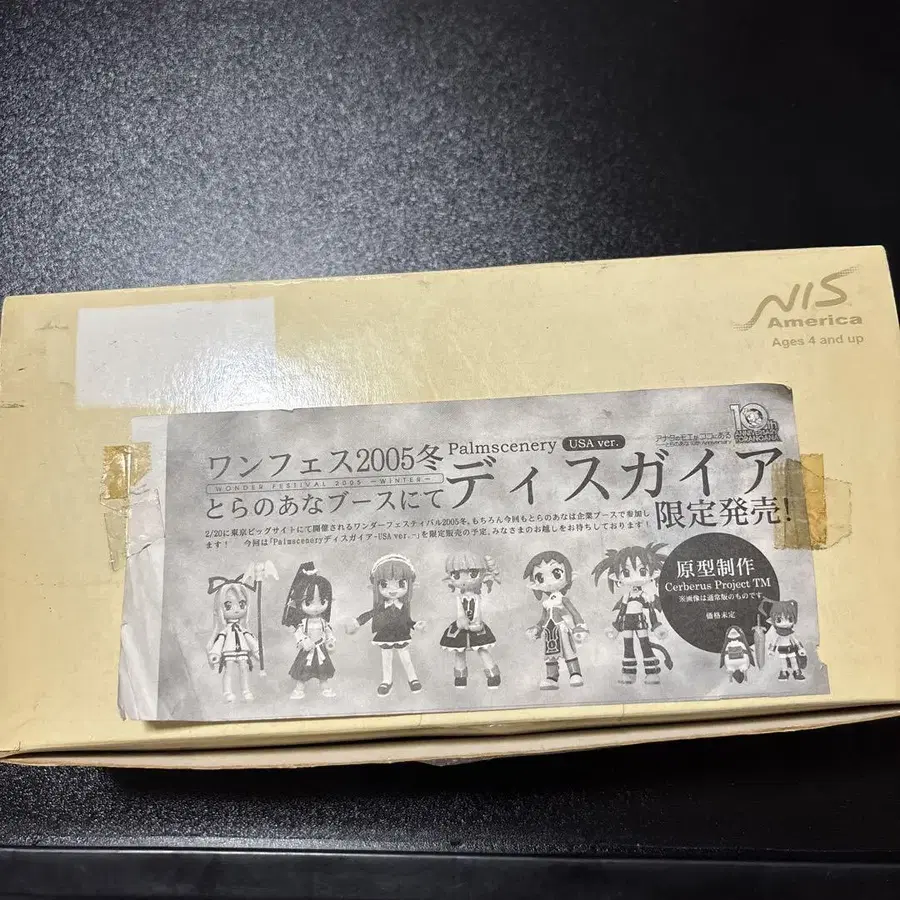 NIS
America
Ages 4 and up
10th
ANNIVERSARY
TORANOANA
ワンフェス2005冬
WONDER FESTIVAL 2005 -WINTER-
とらのあなブースにて
Palmscenery USA ver.
ディスガイア
限定発売!
2/20に東京ビッグサイトにて開催されるワンダーフェスティバル2005冬。もちろん今回もとらのあなは企業ブースで参加し
ます! 今回は「Palmsceneryディスガイア-USA ver.-」を限定販売の予定。みなさまのお越しをお待ちしております!
原型制作
Cerberus Project TM
※画像は通常版のものです
価格未定